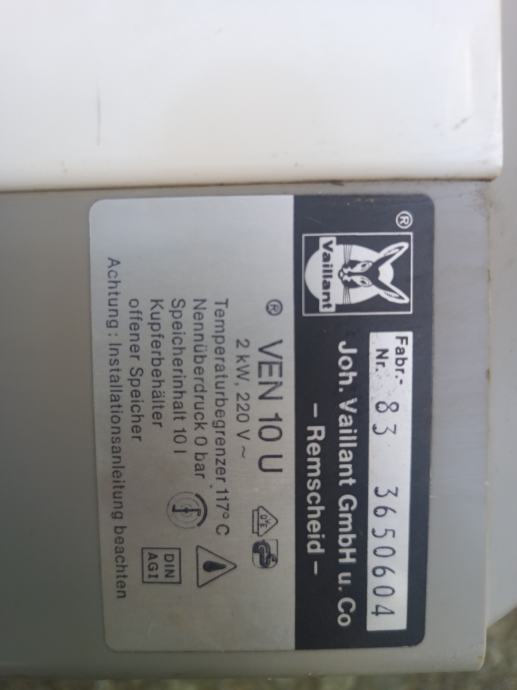 ®
Vaillant
Fabr.-
Nr.
83 3650604
Joh. Vaillant GmbH u. Co
– Remscheid –
® VEN 10 U
2 kW, 220 V ~
Temperaturbegrenzer 117° C
Nennüberdruck 0 bar
Speicherinhalt 10 l
Kupferbehälter
offener Speicher
Achtung: Installationsanleitung beachten
DIN
AGI